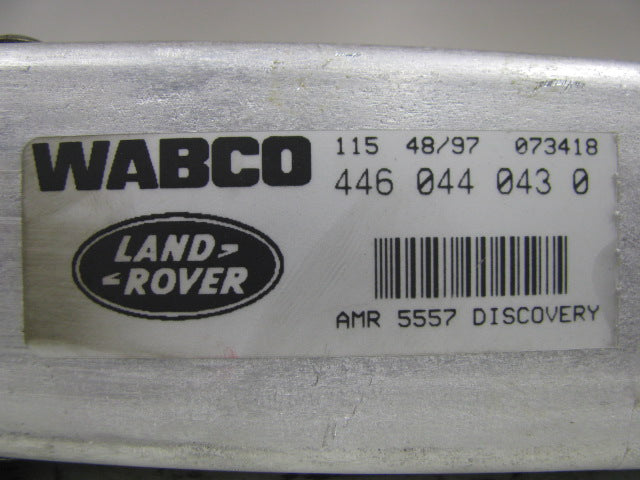 WABCO
115 48/97 073418
446 044 043 0
LAND
ROVER
AMR 5557 DISCOVERY